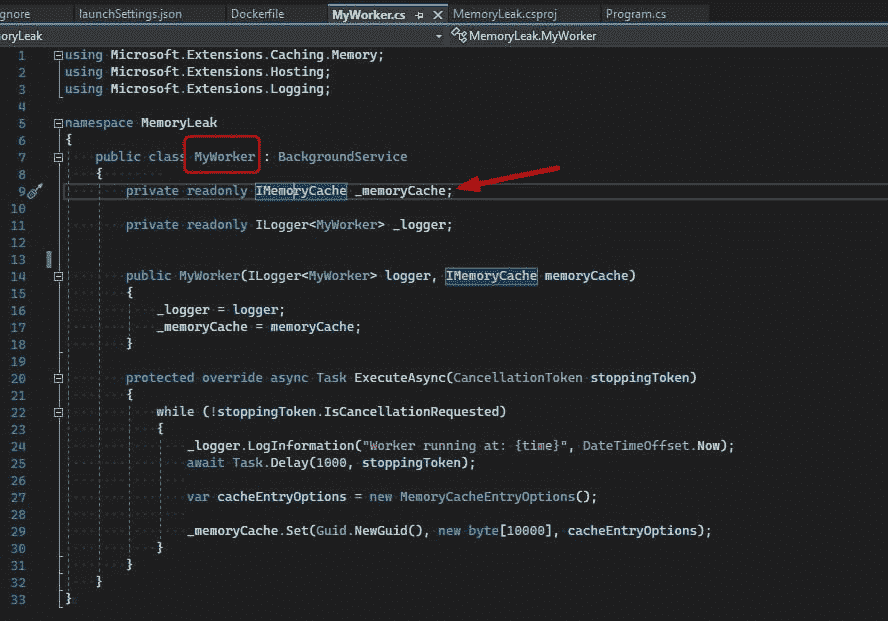 gnore launchSettings.json Dockerfile MyWorker.cs MemoryLeak.csproj Program.cs
oryLeak MemoryLeak.MyWorker
1 using Microsoft.Extensions.Caching.Memory;
2 using Microsoft.Extensions.Hosting;
3 using Microsoft.Extensions.Logging;
4
5 namespace MemoryLeak
6 {
7 public class MyWorker : BackgroundService
8 {
9 private readonly IMemoryCache _memoryCache;
10
11 private readonly ILogger<MyWorker> _logger;
12
13
14 public MyWorker(ILogger<MyWorker> logger, IMemoryCache memoryCache)
15 {
16 _logger = logger;
17 _memoryCache = memoryCache;
18 }
19
20 protected override async Task ExecuteAsync(CancellationToken stoppingToken)
21 {
22 while (!stoppingToken.IsCancellationRequested)
23 {
24 _logger.LogInformation("Worker running at: {time}", DateTimeOffset.Now);
25 await Task.Delay(1000, stoppingToken);
26
27 var cacheEntryOptions = new MemoryCacheEntryOptions();
28
29 _memoryCache.Set(Guid.NewGuid(), new byte[10000], cacheEntryOptions);
30 }
31 }
32 }
33 }